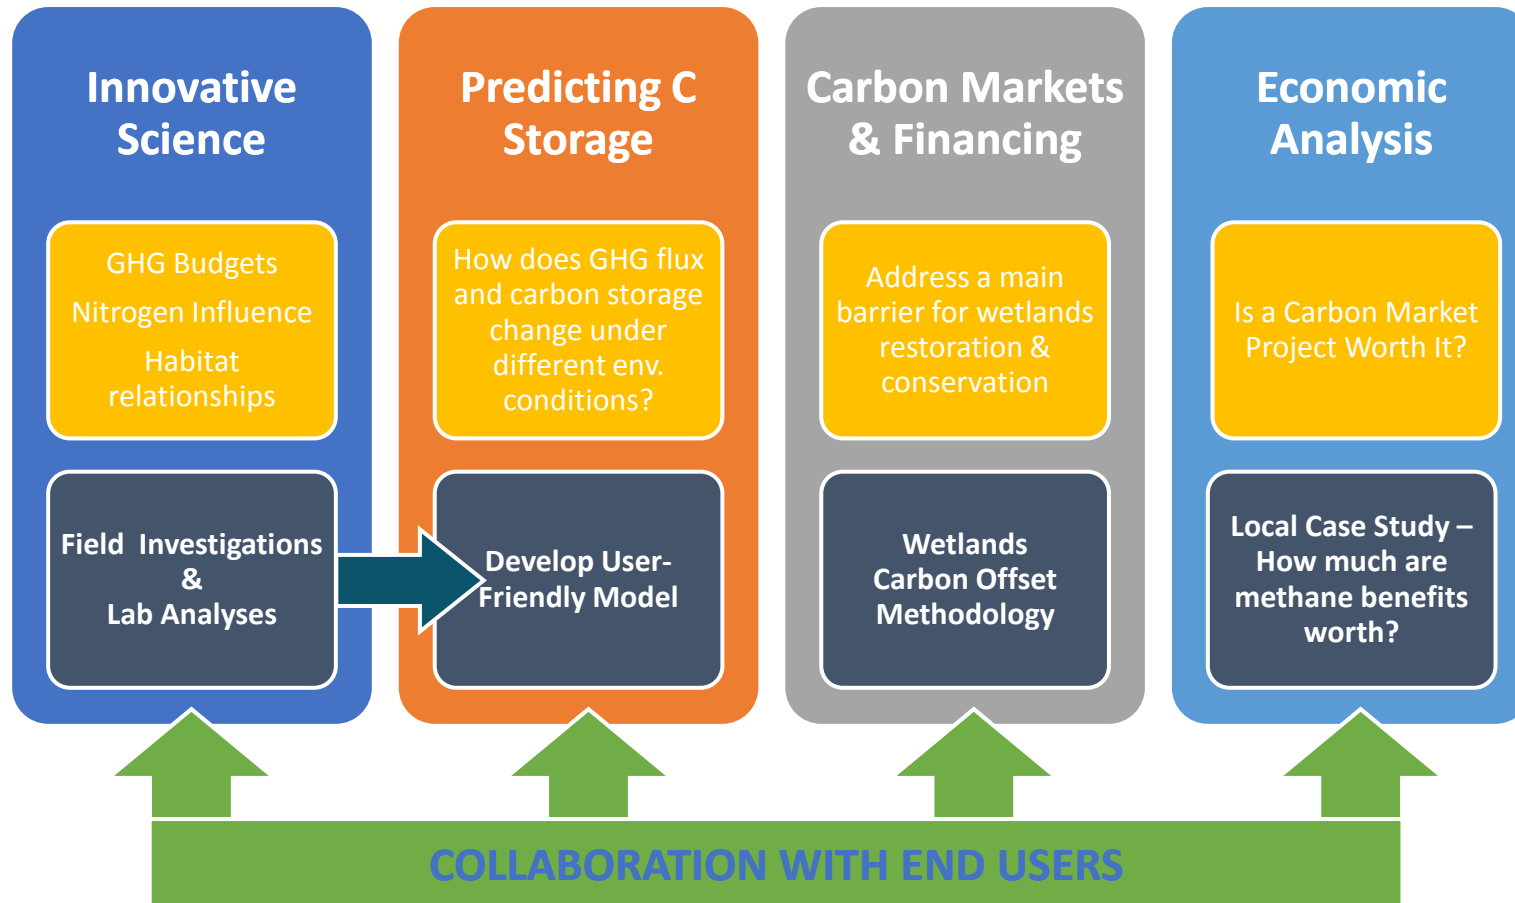 Innovative
Science
GHG Budgets
Nitrogen Influence
Habitat
relationships
Field  Investigations
&
Lab Analyses
Predicting C
Storage
How does GHG flux
and carbon storage
change under
different env.
conditions?
Develop User-
Friendly Model
Carbon Markets
& Financing
Address a main
barrier for wetlands
restoration &
conservation
Wetlands
Carbon Offset
Methodology
Economic
Analysis
Is a Carbon Market
Project Worth It?
Local Case Study –
How much are
methane benefits
worth?
COLLABORATION WITH END USERS